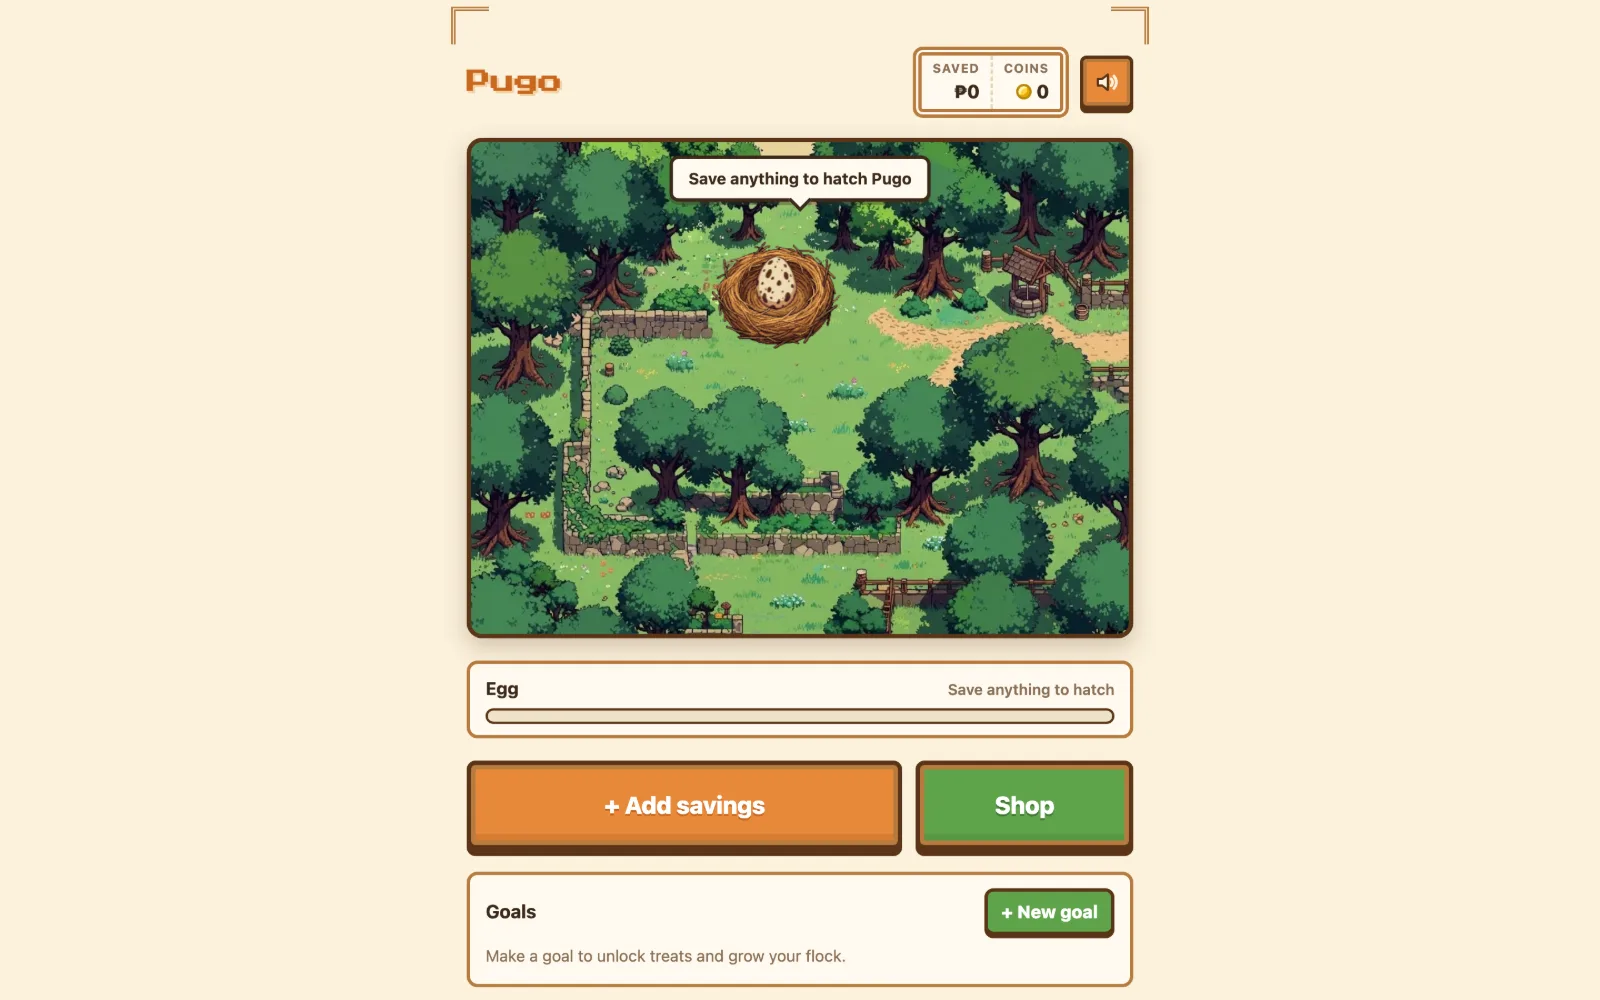 Pugo
SAVED
₱0
COINS
0
Save anything to hatch Pugo
Egg
Save anything to hatch
+ Add savings
Shop
Goals
+ New goal
Make a goal to unlock treats and grow your flock.